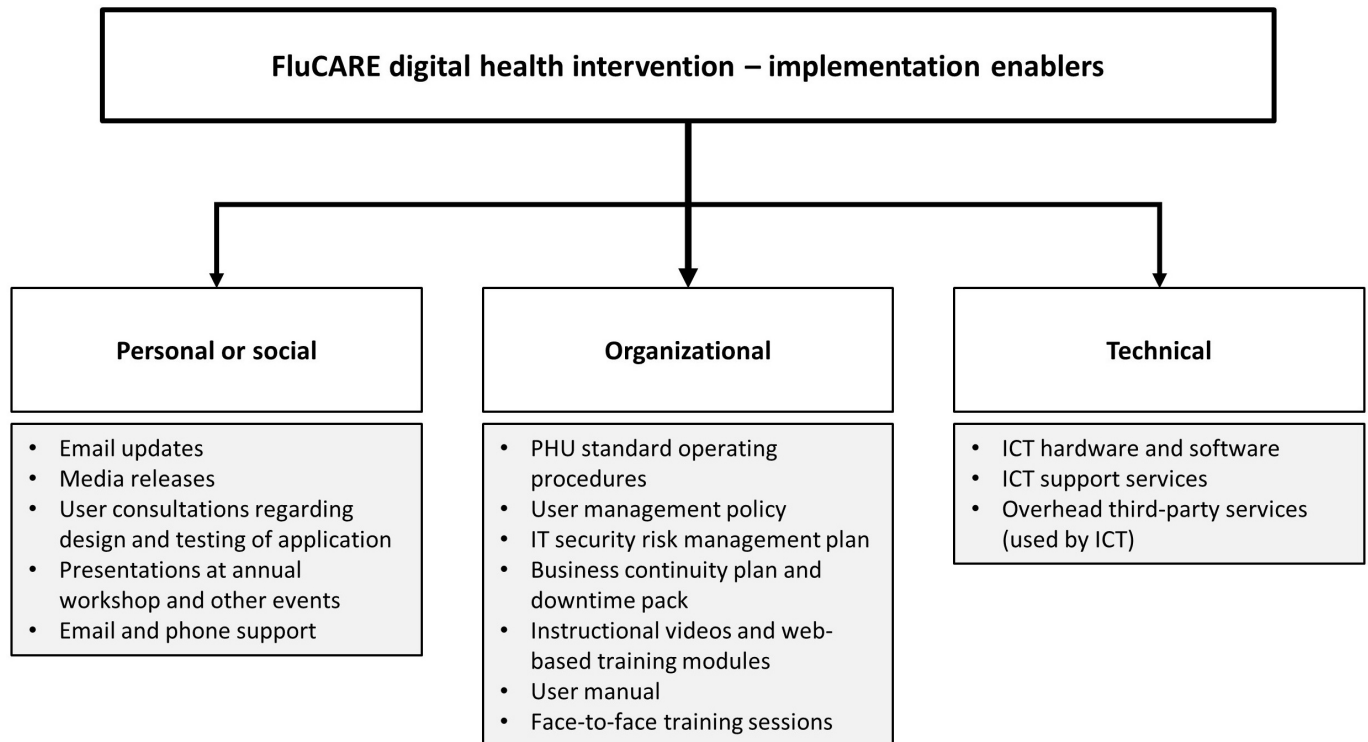 FluCARE digital health intervention – implementation enablers
Personal or social
• Email updates
• Media releases
• User consultations regarding
design and testing of application
• Presentations at annual
workshop and other events
• Email and phone support
Organizational
• PHU standard operating
procedures
• User management policy
• IT security risk management plan
• Business continuity plan and
downtime pack
• Instructional videos and web-
based training modules
• User manual
• Face-to-face training sessions
Technical
• ICT hardware and software
• ICT support services
• Overhead third-party services
(used by ICT)